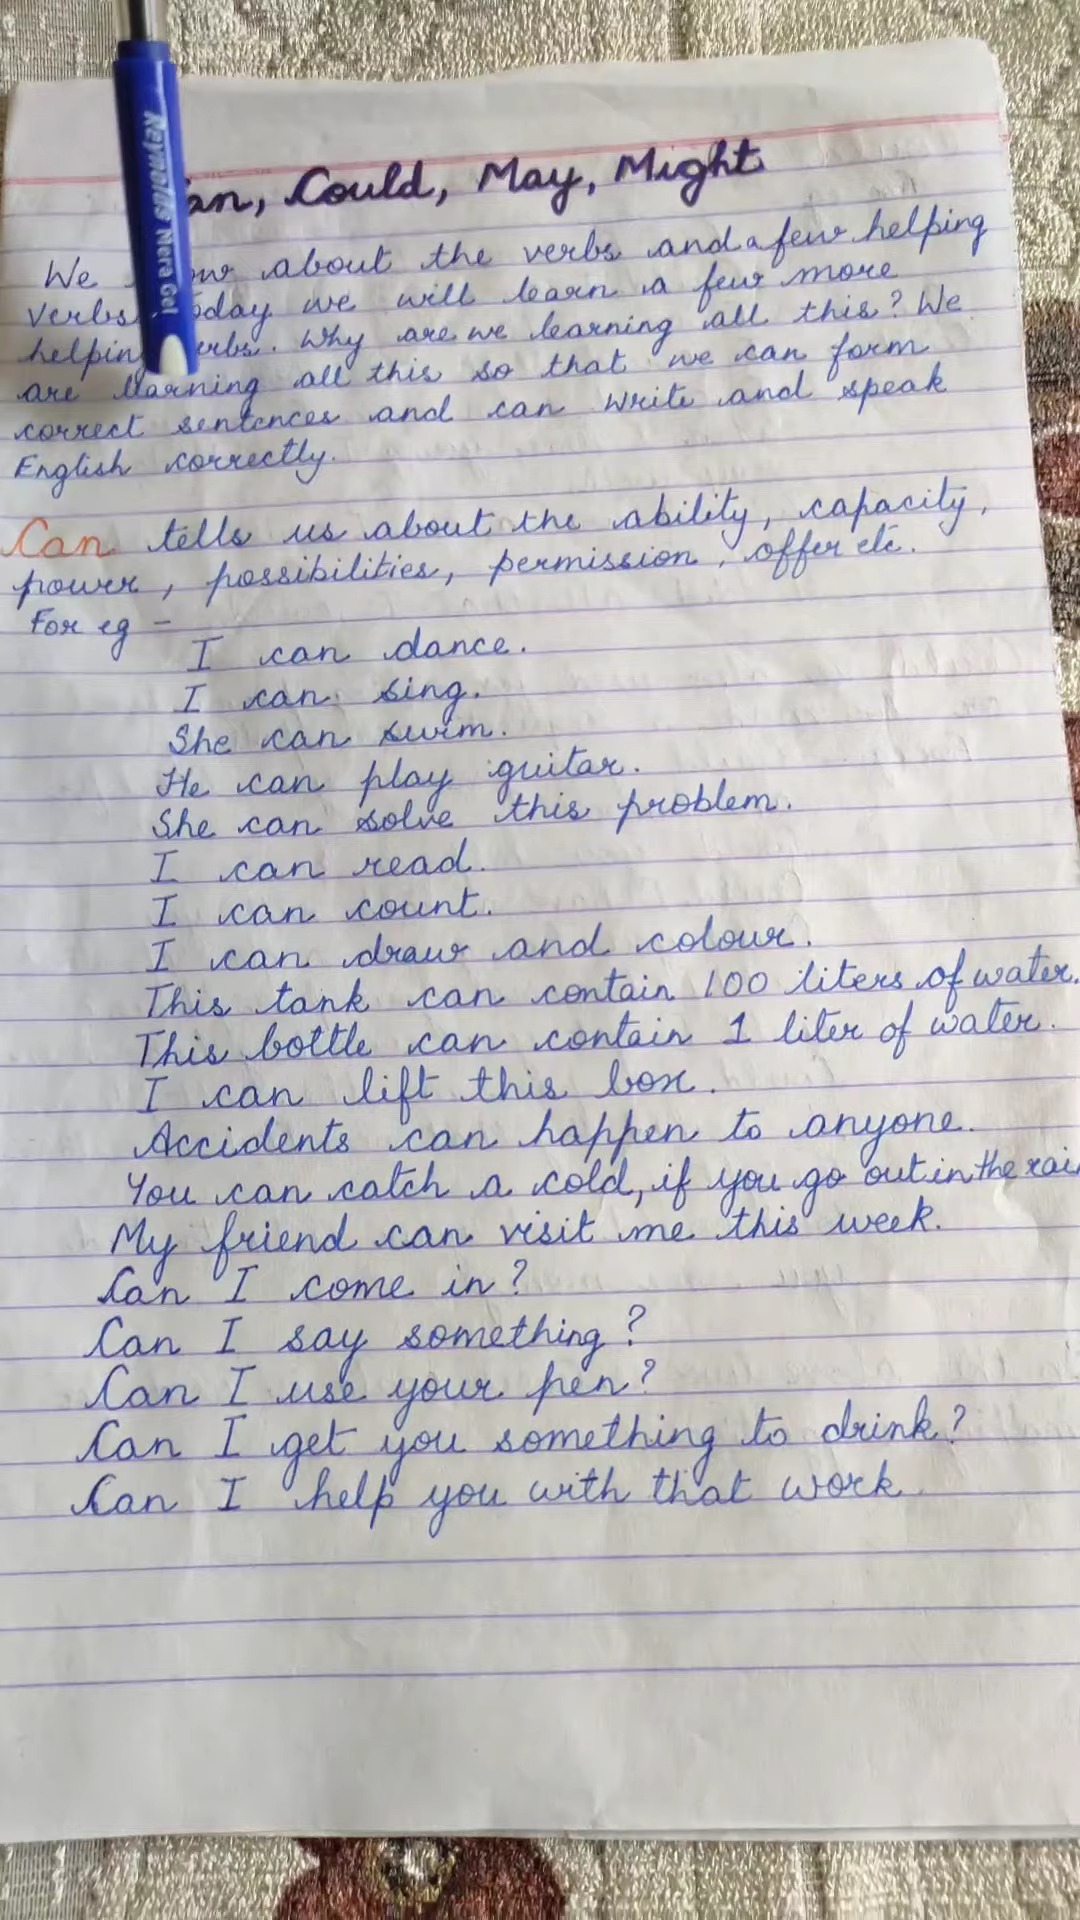 Reynolds Nera Gel
an, Could, May, Might
We ow about the verbs and a few helping
verbs. oday we will learn a few more
helping erbs. Why are we learning all this? We
are learning all this so that we can form
correct sentences and can write and speak
English correctly.
Can tells us about the ability, capacity,
power, possibilities, permission, offer etc.
For eg -
I can dance.
I can sing.
She can swim.
He can play guitar.
She can solve this problem.
I can read.
I can count.
I can draw and colour.
This tank can contain 100 liters of water.
This bottle can contain 1 liter of water.
I can lift this box.
Accidents can happen to anyone.
You can catch a cold, if you go out in the rain
My friend can visit me this week.
Can I come in?
Can I say something?
Can I use your pen?
Can I get you something to drink?
Can I help you with that work